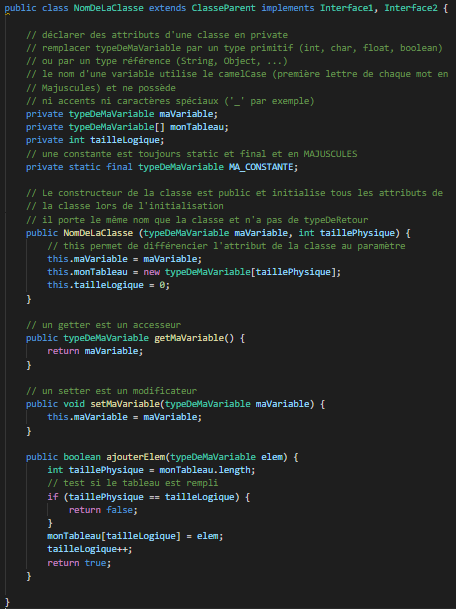 public class NomDeLaClasse extends ClasseParent implements Interface1, Interface2 {
// déclarer des attributs d'une classe en private
// remplacer typeDeMaVariable par un type primitif (int, char, float, boolean)
// ou par un type référence (String, Object, ...)
// le nom d'une variable utilise le camelCase (première lettre de chaque mot en
// Majuscules) et ne possède
// ni accents ni caractères spéciaux ('_' par exemple)
private typeDeMaVariable maVariable;
private typeDeMaVariable[] monTableau;
private int tailleLogique;
// une constante est toujours static et final et en MAJUSCULES
private static final typeDeMaVariable MA_CONSTANTE;
// Le constructeur de la classe est public et initialise tous les attributs de
// la classe lors de l'initialisation
// il porte le même nom que la classe et n'a pas de typeDeRetour
public NomDeLaClasse (typeDeMaVariable maVariable, int taillePhysique) {
// this permet de différencier l'attribut de la classe au paramètre
this.maVariable = maVariable;
this.monTableau = new typeDeMaVariable[taillePhysique];
this.tailleLogique = 0;
}
// un getter est un accesseur
public typeDeMaVariable getMaVariable() {
return maVariable;
}
// un setter est un modificateur
public void setMaVariable(typeDeMaVariable maVariable) {
this.maVariable = maVariable;
}
public boolean ajouterElem(typeDeMaVariable elem) {
int taillePhysique = monTableau.length;
// test si le tableau est rempli
if (taillePhysique == tailleLogique) {
return false;
}
monTableau[tailleLogique] = elem;
tailleLogique++;
return true;
}
}